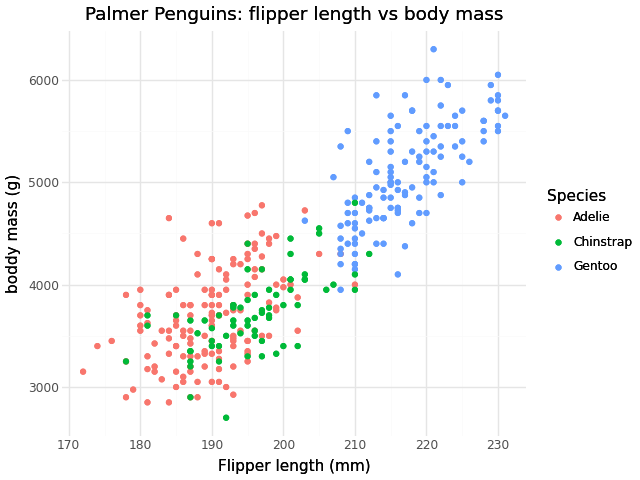 Palmer Penguins: flipper length vs body mass
boddy mass (g)
6000
5000
4000
3000
170
180
190
200
210
220
230
Flipper length (mm)
Species
Adelie
Chinstrap
Gentoo